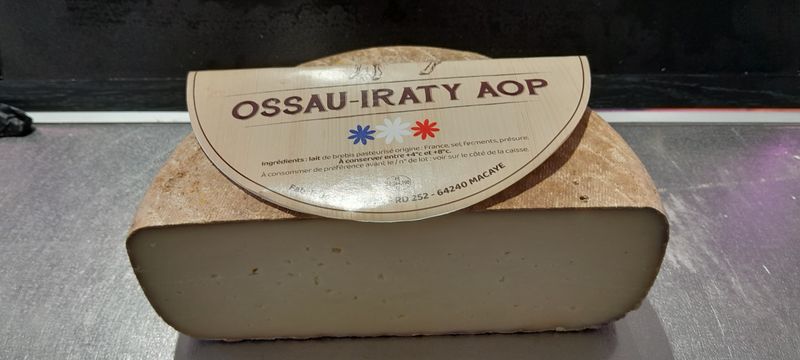 OSSAU-IRATY AOP
Ingrédients : lait de brebis pasteurisé origine : France, sel, ferments, présure.
À conserver entre +4°c et +8°c.
À consommer de préférence avant le / n° de lot : voir sur le côté de la caisse.
RD 252 - 64240 MACAYE